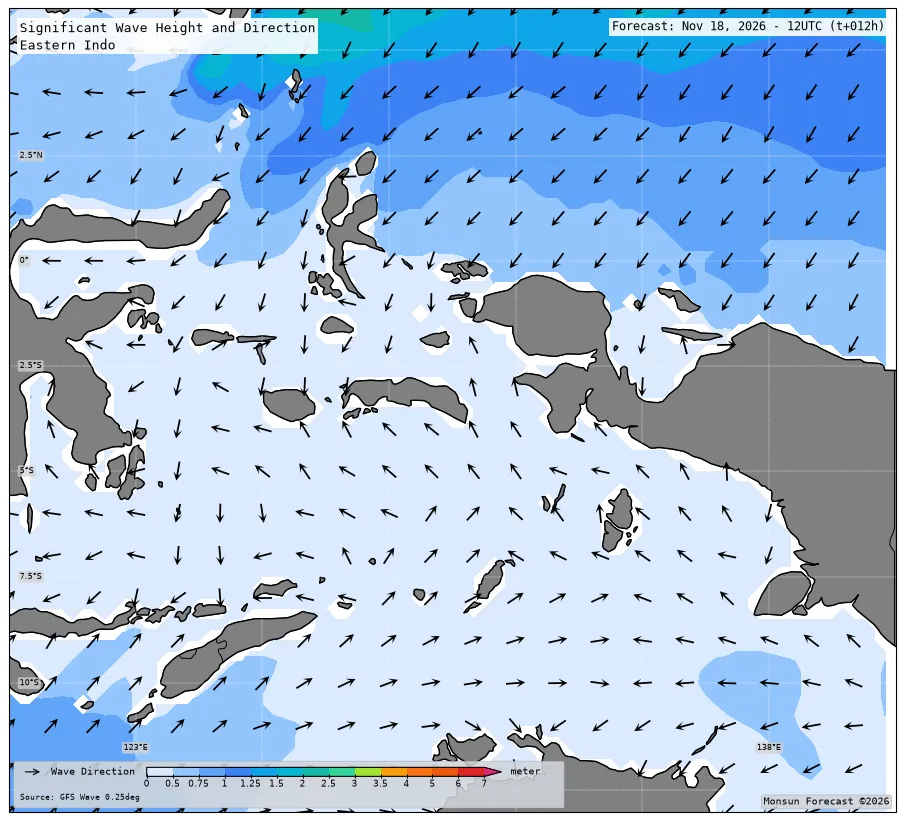 Significant Wave Height and Direction
Eastern Indo
Forecast: Nov 18, 2026 - 12UTC (t+012h)
2.5°N
0°
2.5°S
5°S
7.5°S
10°S
123°E
138°E
Wave Direction
meter
0 0.5 0.75 1 1.25 1.5 2 2.5 3 3.5 4 5 6 7
Source: GFS Wave 0.25deg
Monsun Forecast ©2026